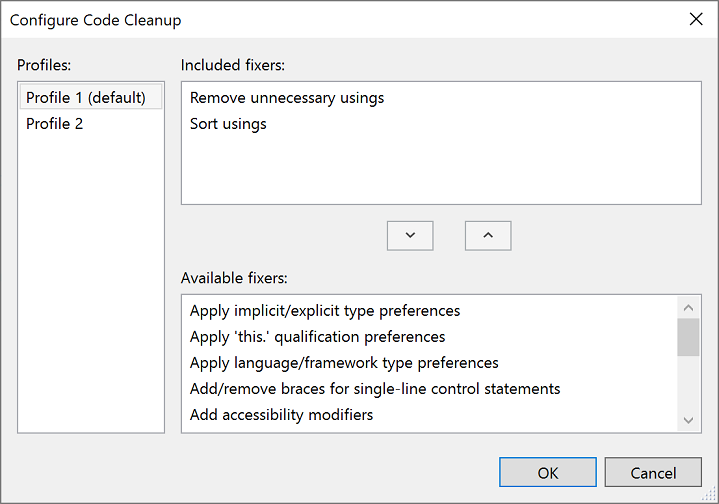 Configure Code Cleanup
Profiles:
Profile 1 (default)
Profile 2
Included fixers:
Remove unnecessary usings
Sort usings
Available fixers:
Apply implicit/explicit type preferences
Apply 'this.' qualification preferences
Apply language/framework type preferences
Add/remove braces for single-line control statements
Add accessibility modifiers
OK
Cancel